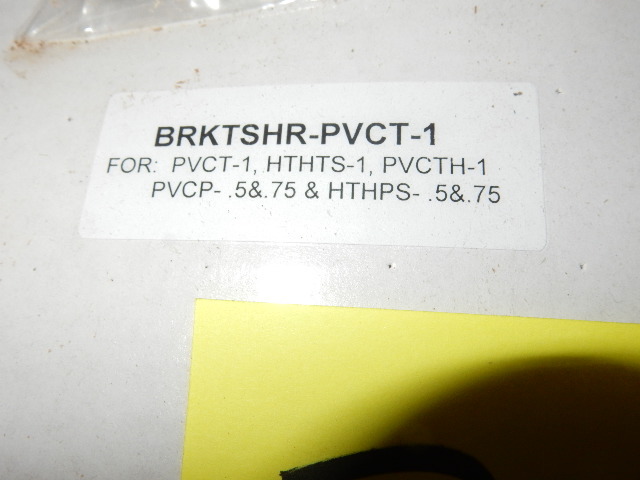 BRKTSHR-PVCT-1
FOR: PVCT-1, HTHTS-1, PVCTH-1
PVCP- .5&.75 & HTHPS- .5&.75